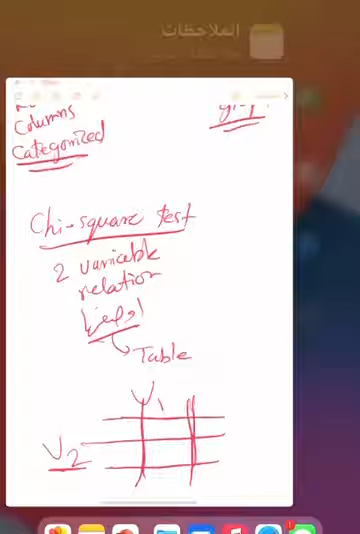 الملاحظات
Columns
Categorized
Chi-square test
2 variable
relation
Table
V1
V2